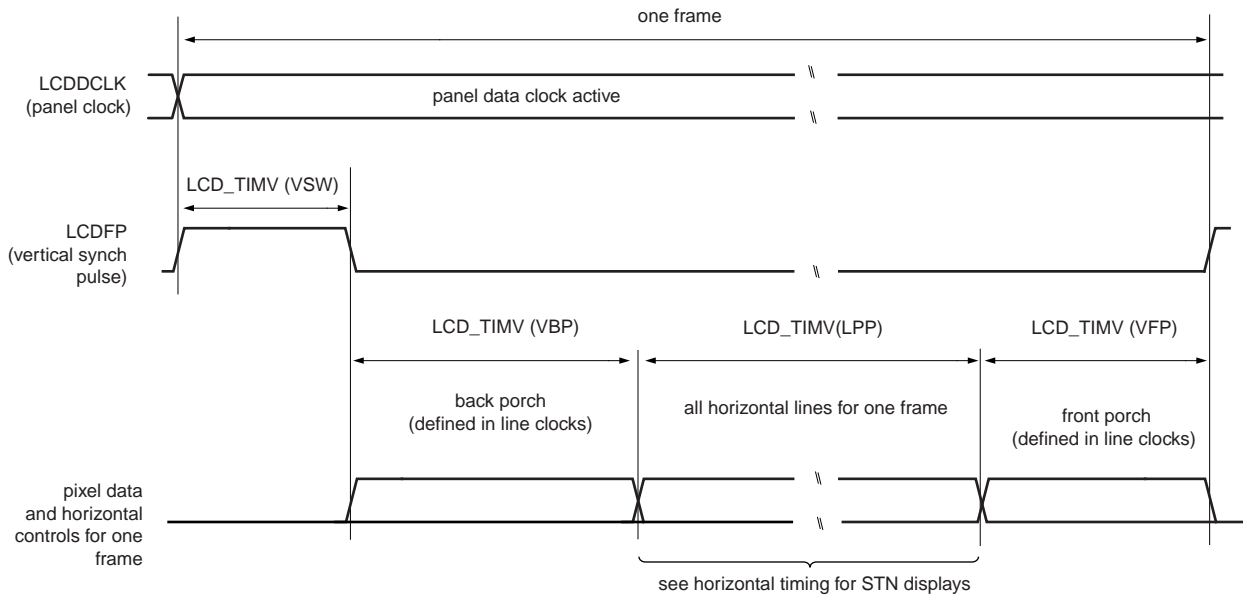 one frame
LCDDCLK
(panel clock)
panel data clock active
LCD_TIMV (VSW)
LCDFP
(vertical synch
pulse)
LCD_TIMV (VBP)
LCD_TIMV(LPP)
LCD_TIMV (VFP)
back porch
(defined in line clocks)
all horizontal lines for one frame
front porch
(defined in line clocks)
pixel data
and horizontal
controls for one
frame
see horizontal timing for STN displays